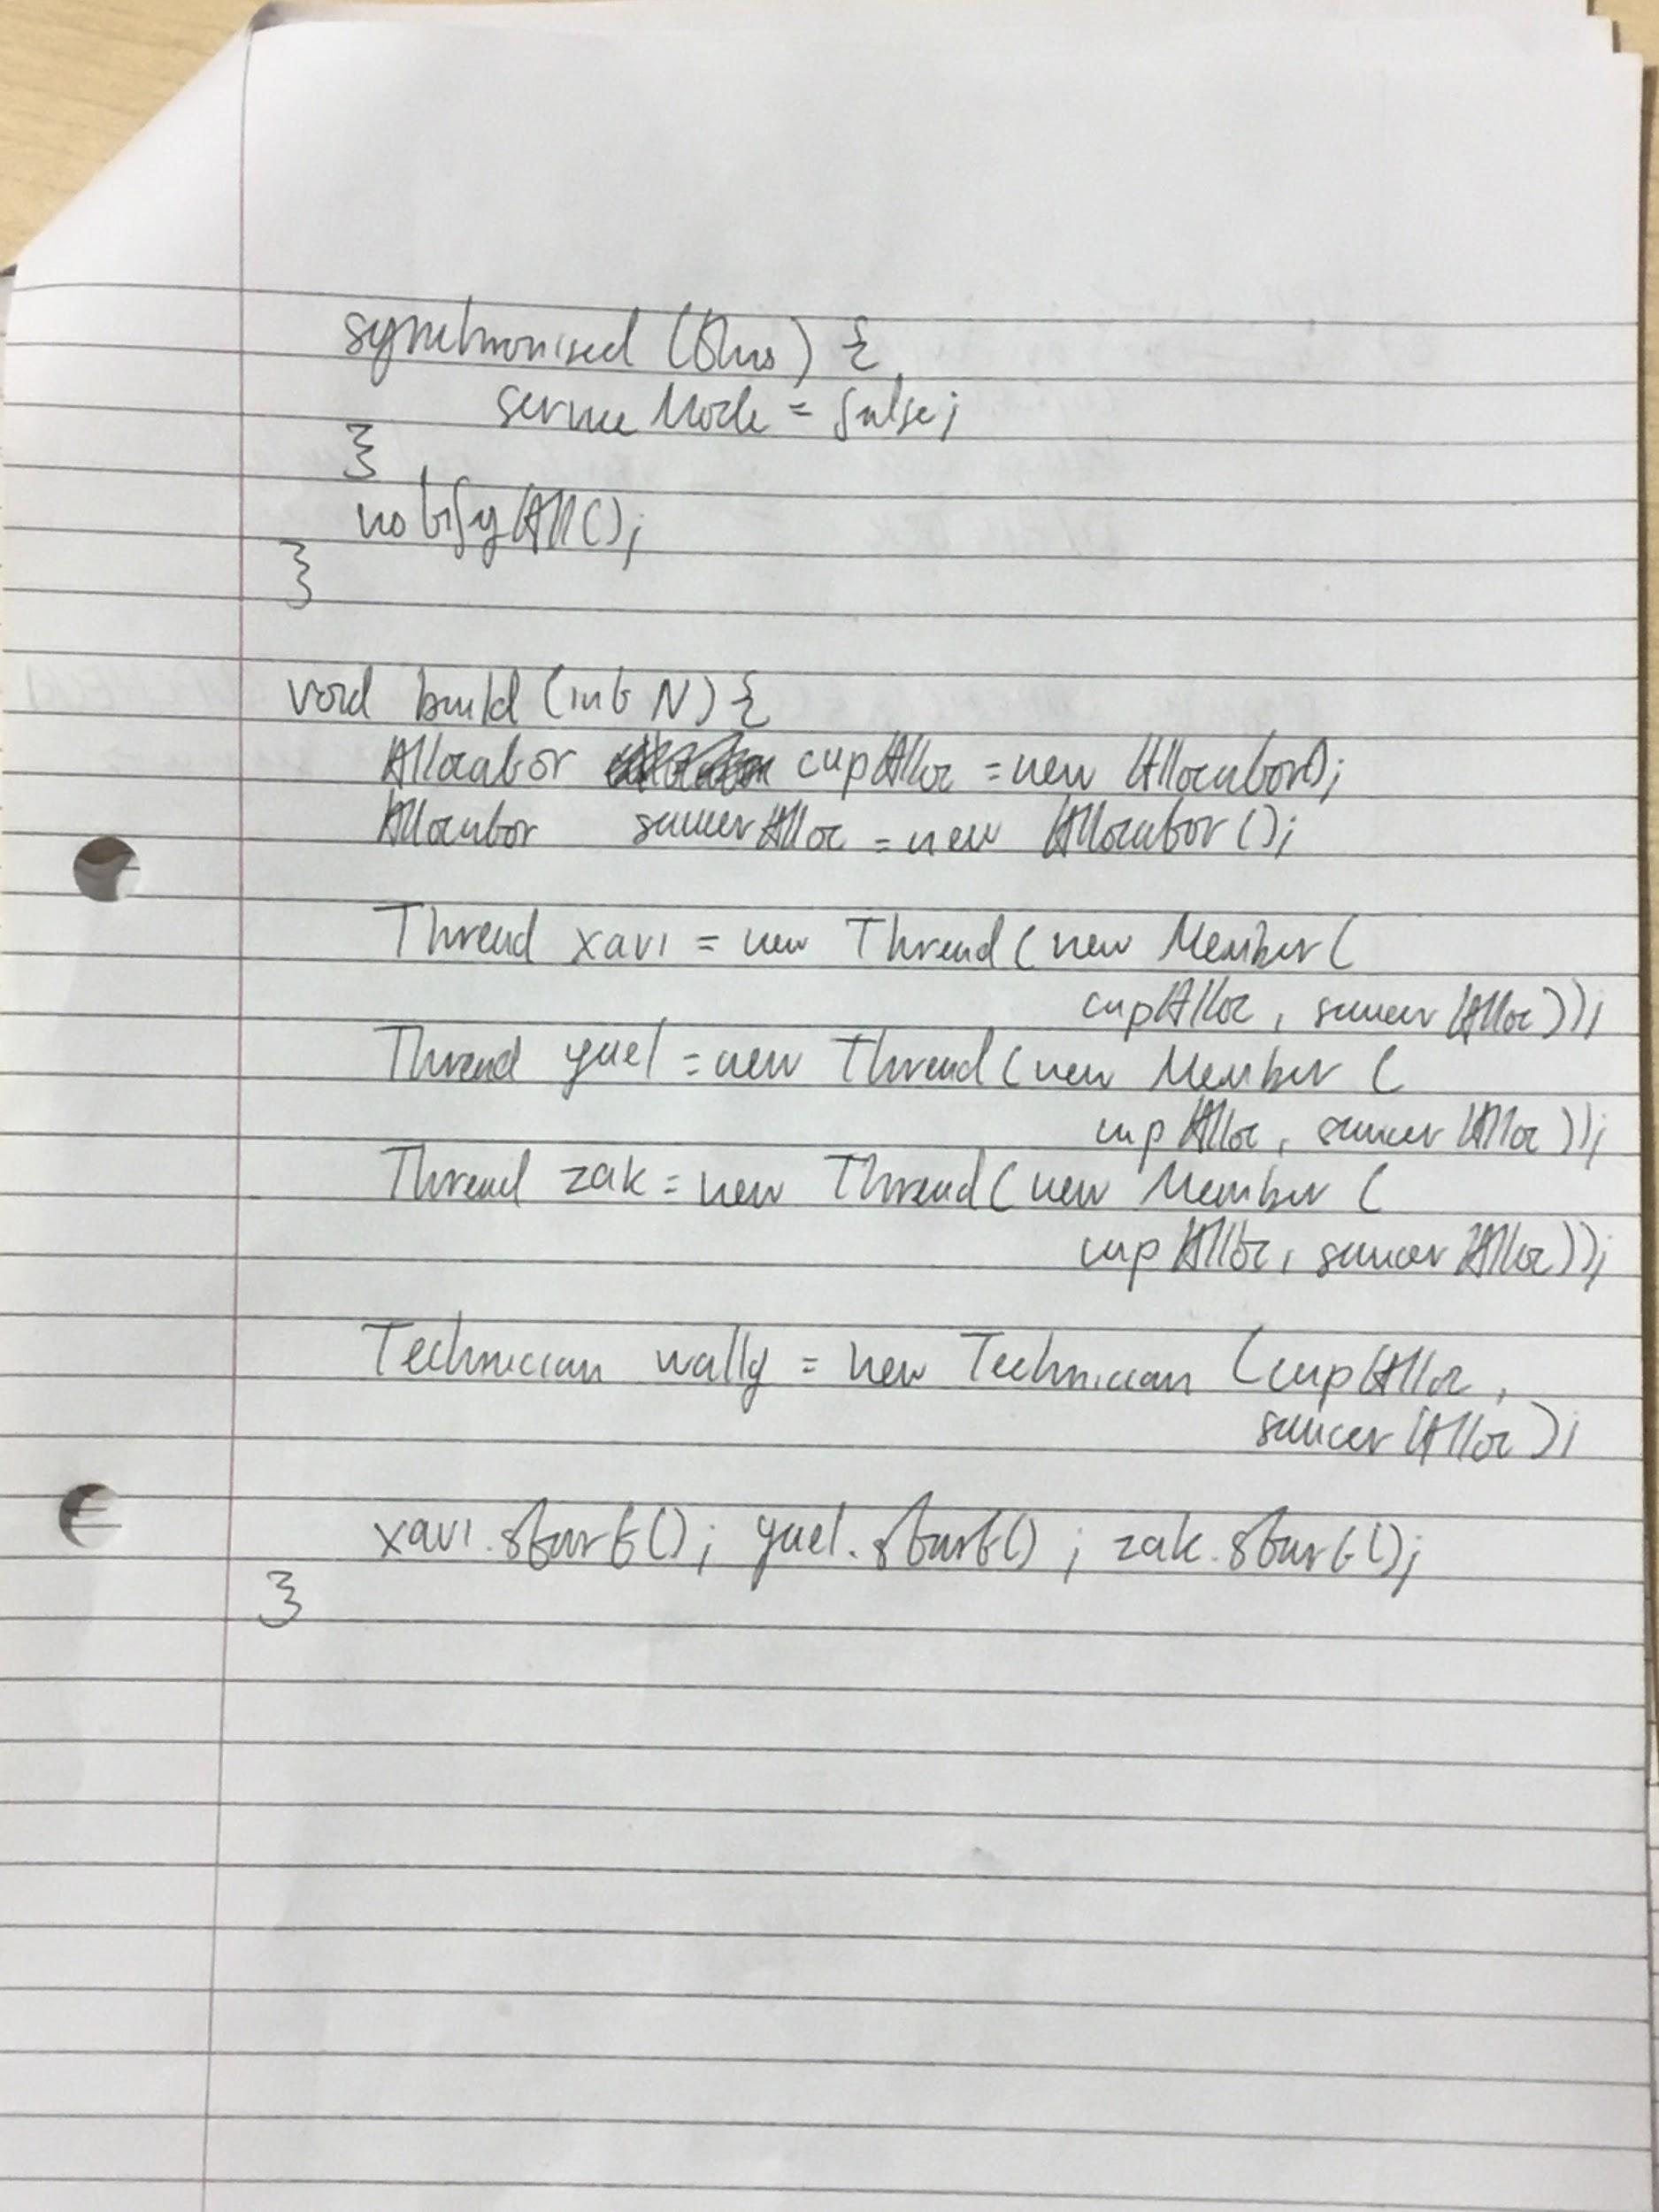 synchronised (this) {
serviceMode = false;
}
notifyAll();
}
void build (int N) {
Allocator cupAlloc = new Allocator();
Allocator saucerAlloc = new Allocator();
Thread xavi = new Thread (new Member (
cupAlloc, saucerAlloc));
Thread yael = new Thread (new Member (
cupAlloc, saucerAlloc));
Thread zak = new Thread (new Member (
cupAlloc, saucerAlloc));
Technician wally = new Technician (cupAlloc,
saucerAlloc);
xavi.start(); yael.start(); zak.start();
}